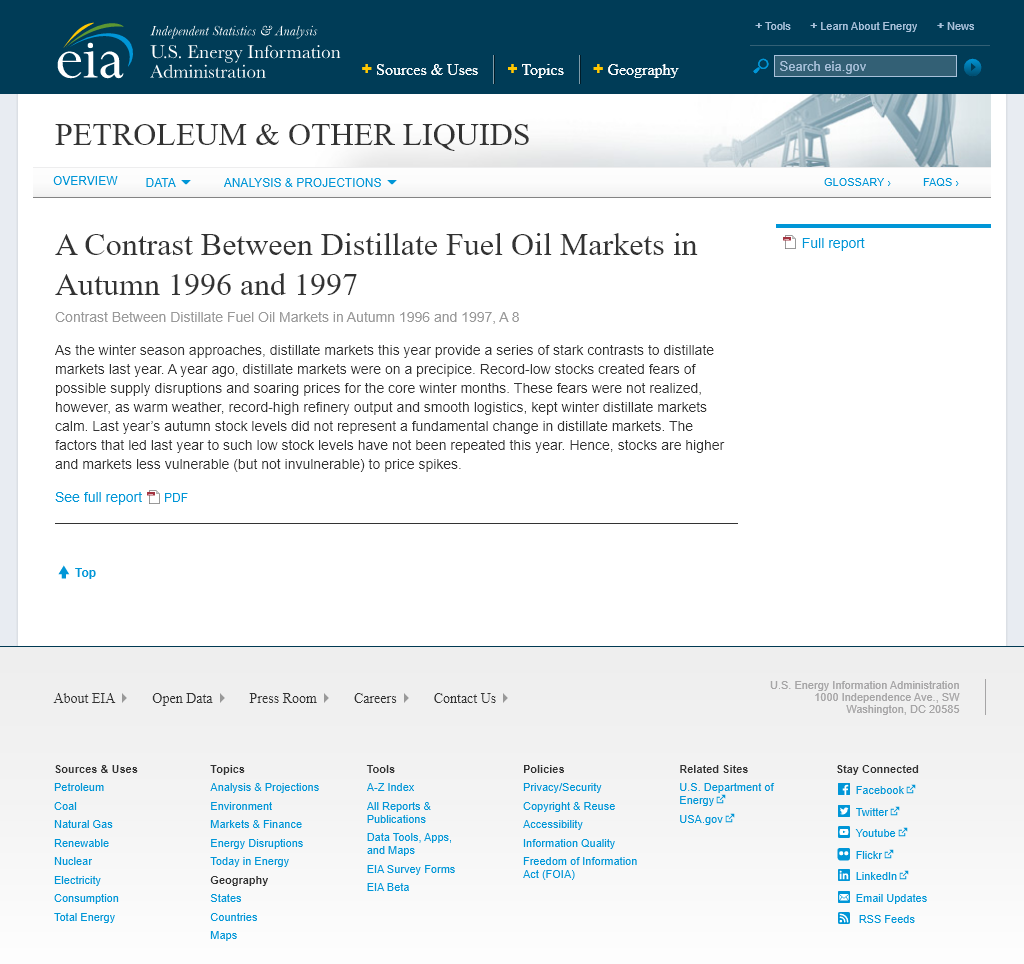 eia
Independent Statistics & Analysis
U.S. Energy Information
Administration
Sources & Uses
Topics
Geography
+ Tools
+ Learn About Energy
+ News
Search eia.gov
PETROLEUM & OTHER LIQUIDS
OVERVIEW
DATA
ANALYSIS & PROJECTIONS
GLOSSARY ›
FAQS ›
A Contrast Between Distillate Fuel Oil Markets in
Autumn 1996 and 1997
Contrast Between Distillate Fuel Oil Markets in Autumn 1996 and 1997, A 8
As the winter season approaches, distillate markets this year provide a series of stark contrasts to distillate
markets last year. A year ago, distillate markets were on a precipice. Record-low stocks created fears of
possible supply disruptions and soaring prices for the core winter months. These fears were not realized,
however, as warm weather, record-high refinery output and smooth logistics, kept winter distillate markets
calm. Last year's autumn stock levels did not represent a fundamental change in distillate markets. The
factors that led last year to such low stock levels have not been repeated this year. Hence, stocks are higher
and markets less vulnerable (but not invulnerable) to price spikes.
See full report PDF
Full report
Top
About EIA
Open Data
Press Room
Careers
Contact Us
U.S. Energy Information Administration
1000 Independence Ave., SW
Washington, DC 20585
Sources & Uses
Petroleum
Coal
Natural Gas
Renewable
Nuclear
Electricity
Consumption
Total Energy
Topics
Analysis & Projections
Environment
Markets & Finance
Energy Disruptions
Today in Energy
Geography
States
Countries
Maps
Tools
A-Z Index
All Reports &
Publications
Data Tools, Apps,
and Maps
EIA Survey Forms
EIA Beta
Policies
Privacy/Security
Copyright & Reuse
Accessibility
Information Quality
Freedom of Information
Act (FOIA)
Related Sites
U.S. Department of
Energy
USA.gov
Stay Connected
Facebook
Twitter
Youtube
Flickr
LinkedIn
Email Updates
RSS Feeds